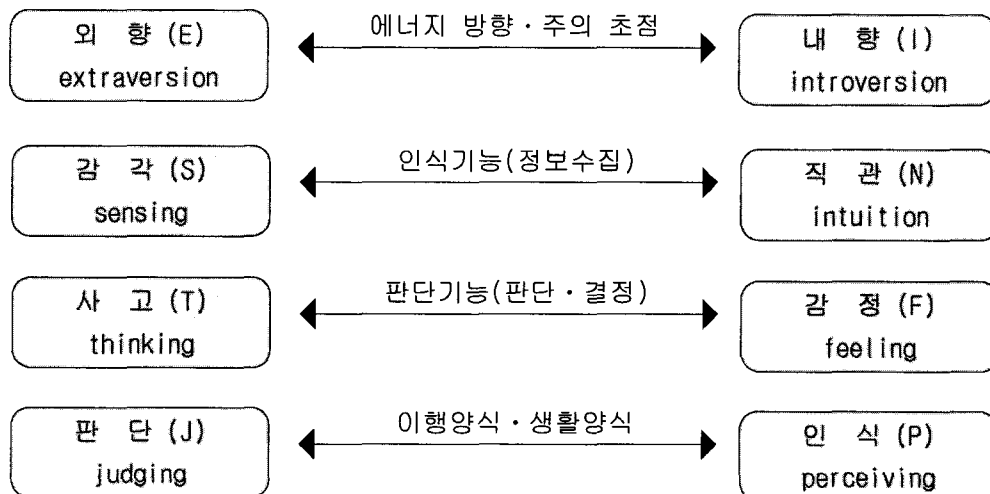 외 향 (E)
extraversion
에너지 방향·주의 초점
내 향 (I)
introversion
감 각 (S)
sensing
인식기능(정보수집)
직 관 (N)
intuition
사 고 (T)
thinking
판단기능(판단·결정)
감 정 (F)
feeling
판 단 (J)
judging
이행양식·생활양식
인 식 (P)
perceiving